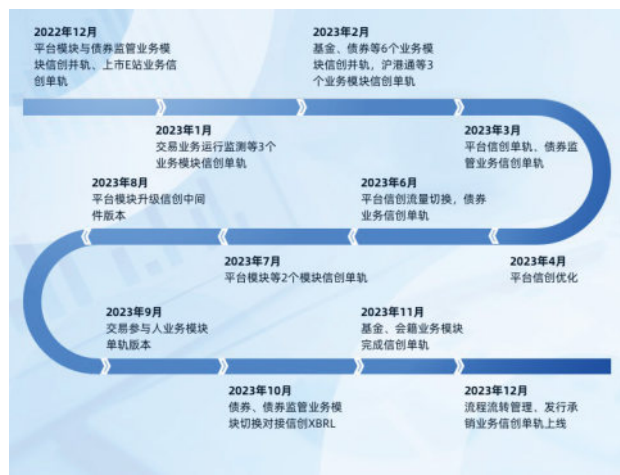 2022年12月
平台模块与债券监管业务模
块信创并轨、上市E站业务信
创单轨
2023年1月
交易业务运行监测等3个
业务模块信创单轨
2023年2月
基金、债券等6个业务模
块信创并轨，沪港通等3
个业务模块信创单轨
2023年3月
平台信创单轨、债券监
管业务信创单轨
2023年4月
平台信创优化
2023年6月
平台信创流量切换，债券
业务信创单轨
2023年7月
平台模块等2个模块信创单轨
2023年8月
平台模块升级信创中间
件版本
2023年9月
交易参与人业务模块
单轨版本
2023年10月
债券、债券监管业务模
块切换对接信创XBRL
2023年11月
基金、会籍业务模块
完成信创单轨
2023年12月
流程流转管理、发行承
销业务信创单轨上线